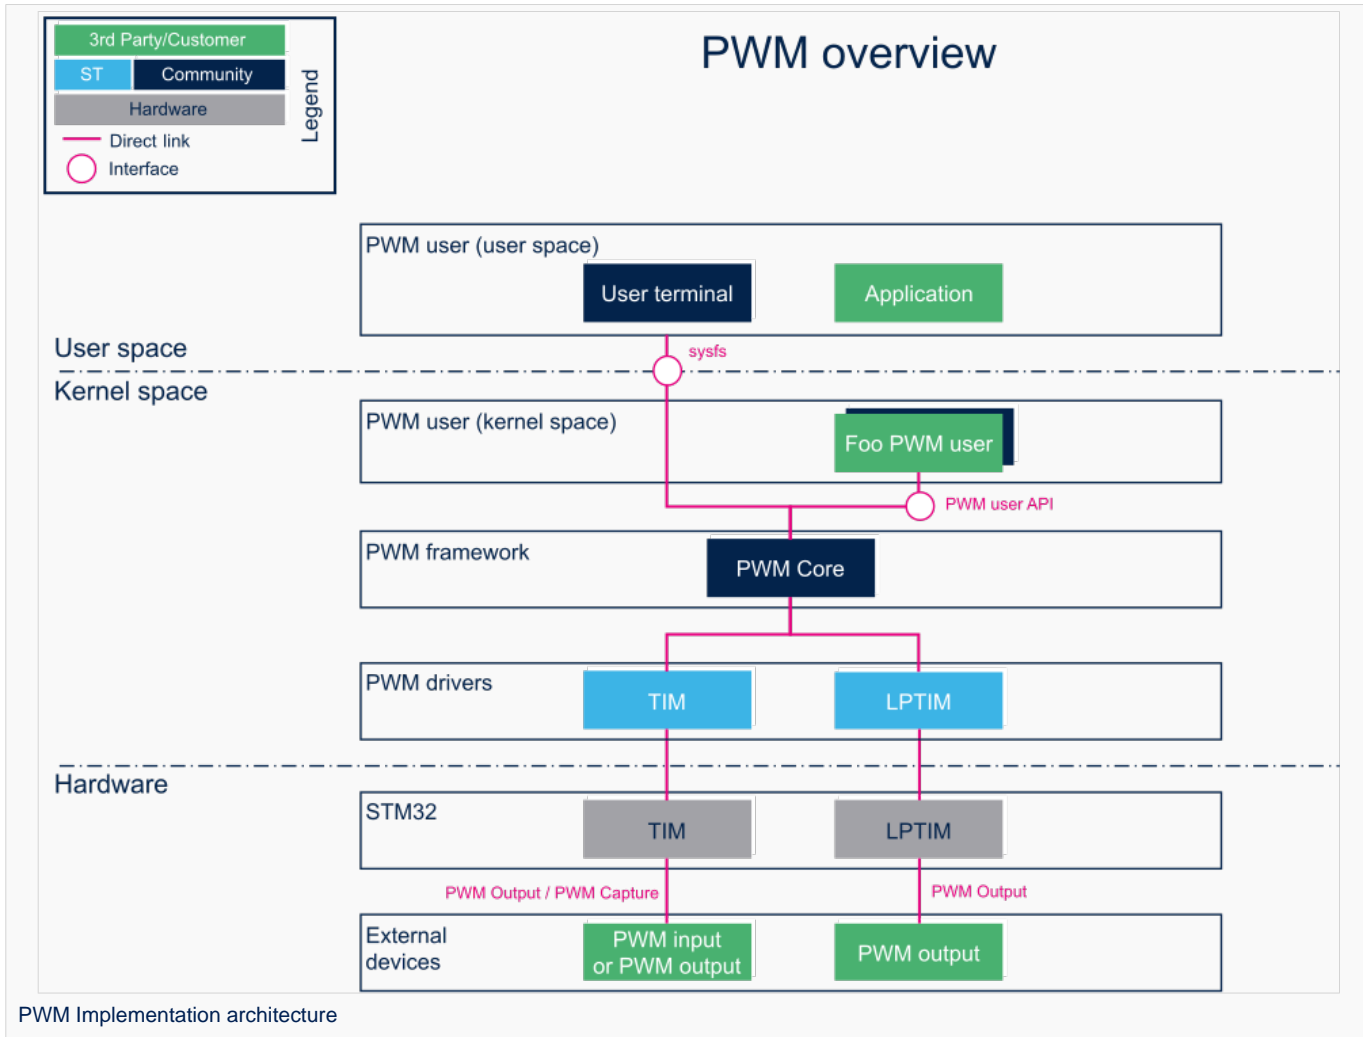 3rd Party/Customer
ST
Community
Hardware
Direct link
Interface
Legend
PWM overview
PWM user (user space)
User terminal
Application
User space
sysfs
Kernel space
PWM user (kernel space)
Foo PWM user
PWM user API
PWM framework
PWM Core
PWM drivers
TIM
LPTIM
Hardware
STM32
TIM
LPTIM
PWM Output / PWM Capture
PWM Output
External
devices
PWM input
or PWM output
PWM output
PWM Implementation architecture